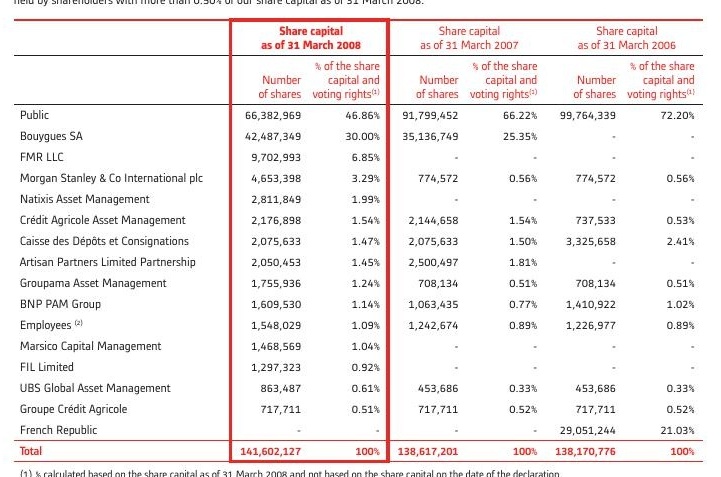 held by shareholders with more than 0.50% of our share capital as of 31 March 2008.
Share capital Share capital Share capital
as of 31 March 2008 as of 31 March 2007 as of 31 March 2006
% of the share % of the share % of the share
Number capital and Number capital and Number capital and
of shares voting rights(1) of shares voting rights(1) of shares voting rights(1)
Public 66,382,969 46.86% 91,799,452 66.22% 99,764,339 72.20%
Bouygues SA 42,487,349 30.00% 35,136,749 25.35% - -
FMR LLC 9,702,993 6.85% - - - -
Morgan Stanley & Co International plc 4,653,398 3.29% 774,572 0.56% 774,572 0.56%
Natixis Asset Management 2,811,849 1.99% - - - -
Crédit Agricole Asset Management 2,176,898 1.54% 2,144,658 1.54% 737,533 0.53%
Caisse des Dépôts et Consignations 2,075,633 1.47% 2,075,633 1.50% 3,325,658 2.41%
Artisan Partners Limited Partnership 2,050,453 1.45% 2,500,497 1.81% - -
Groupama Asset Management 1,755,936 1.24% 708,134 0.51% 708,134 0.51%
BNP PAM Group 1,609,530 1.14% 1,063,435 0.77% 1,410,922 1.02%
Employees (2) 1,548,029 1.09% 1,242,674 0.89% 1,226,977 0.89%
Marsico Capital Management 1,468,569 1.04% - - - -
FIL Limited 1,297,323 0.92% - - - -
UBS Global Asset Management 863,487 0.61% 453,686 0.33% 453,686 0.33%
Groupe Crédit Agricole 717,711 0.51% 717,711 0.52% 717,711 0.52%
French Republic - - - - 29,051,244 21.03%
Total 141,602,127 100% 138,617,201 100% 138,170,776 100%
(1) % calculated based on the share capital as of 31 March 2008 and not based on the share capital on the date of the declaration.